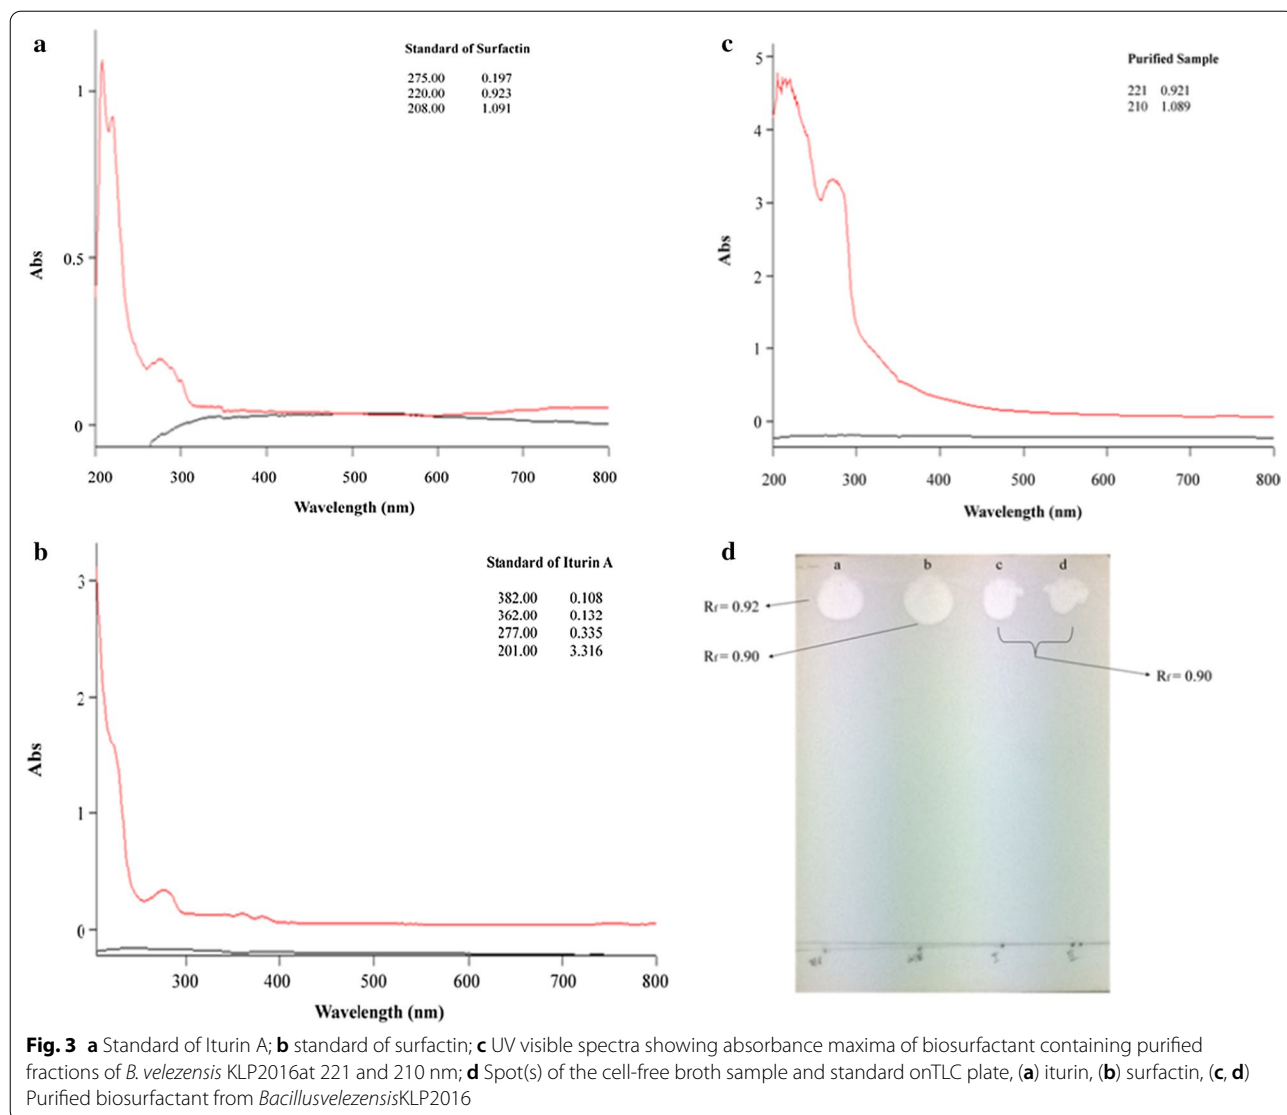 a
Standard of Surfactin
275.00 0.197
220.00 0.923
208.00 1.091
1
0.5
0
Abs
200 300 400 500 600 700 800
Wavelength (nm)
c
Purified Sample
221 0.921
210 1.089
5
4
3
2
1
0
Abs
200 300 400 500 600 700 800
Wavelength (nm)
b
Standard of Iturin A
382.00 0.108
362.00 0.132
277.00 0.335
201.00 3.316
3
2
1
0
Abs
300 400 500 600 700 800
Wavelength (nm)
d
a b c d
Rf= 0.92
Rf= 0.90
Rf= 0.90
Fig. 3 a Standard of Iturin A; b standard of surfactin; c UV visible spectra showing absorbance maxima of biosurfactant containing purified
fractions of B. velezensis KLP2016at 221 and 210 nm; d Spot(s) of the cell-free broth sample and standard onTLC plate, (a) iturin, (b) surfactin, (c, d)
Purified biosurfactant from BacillusvelezensisKLP2016